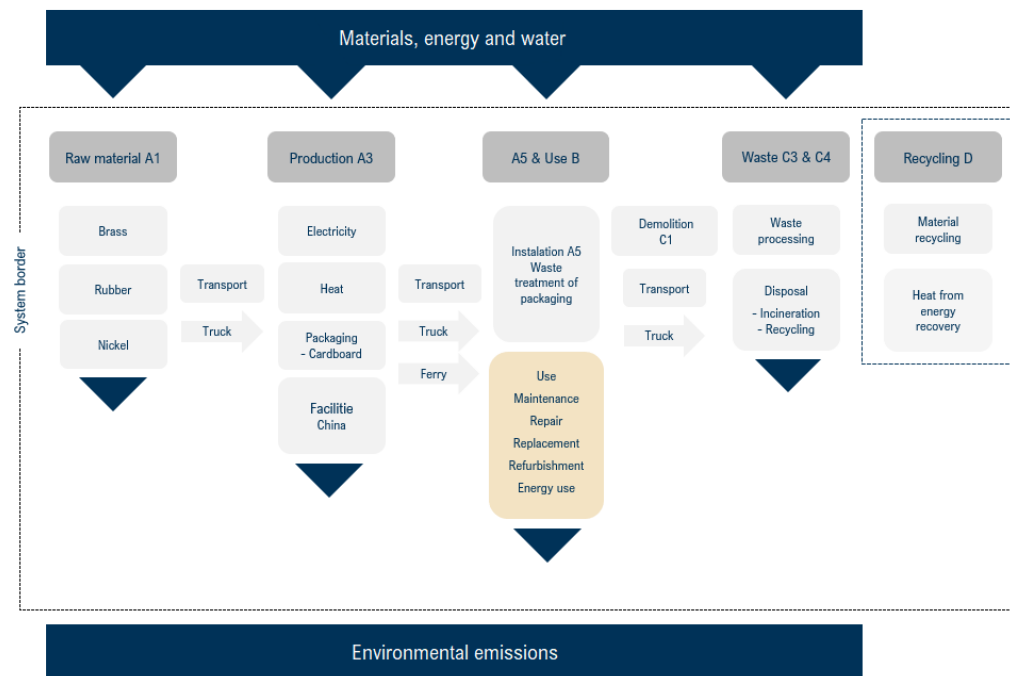 Materials, energy and water
System border
Raw material A1
Brass
Rubber
Nickel
Transport
Truck
Production A3
Electricity
Heat
Packaging
- Cardboard
Facilitie
China
Transport
Truck
Ferry
A5 & Use B
Instalation A5
Waste
treatment of
packaging
Use
Maintenance
Repair
Replacement
Refurbishment
Energy use
Demolition
C1
Transport
Truck
Waste C3 & C4
Waste
processing
Disposal
- Incineration
- Recycling
Recycling D
Material
recycling
Heat from
energy
recovery
Environmental emissions